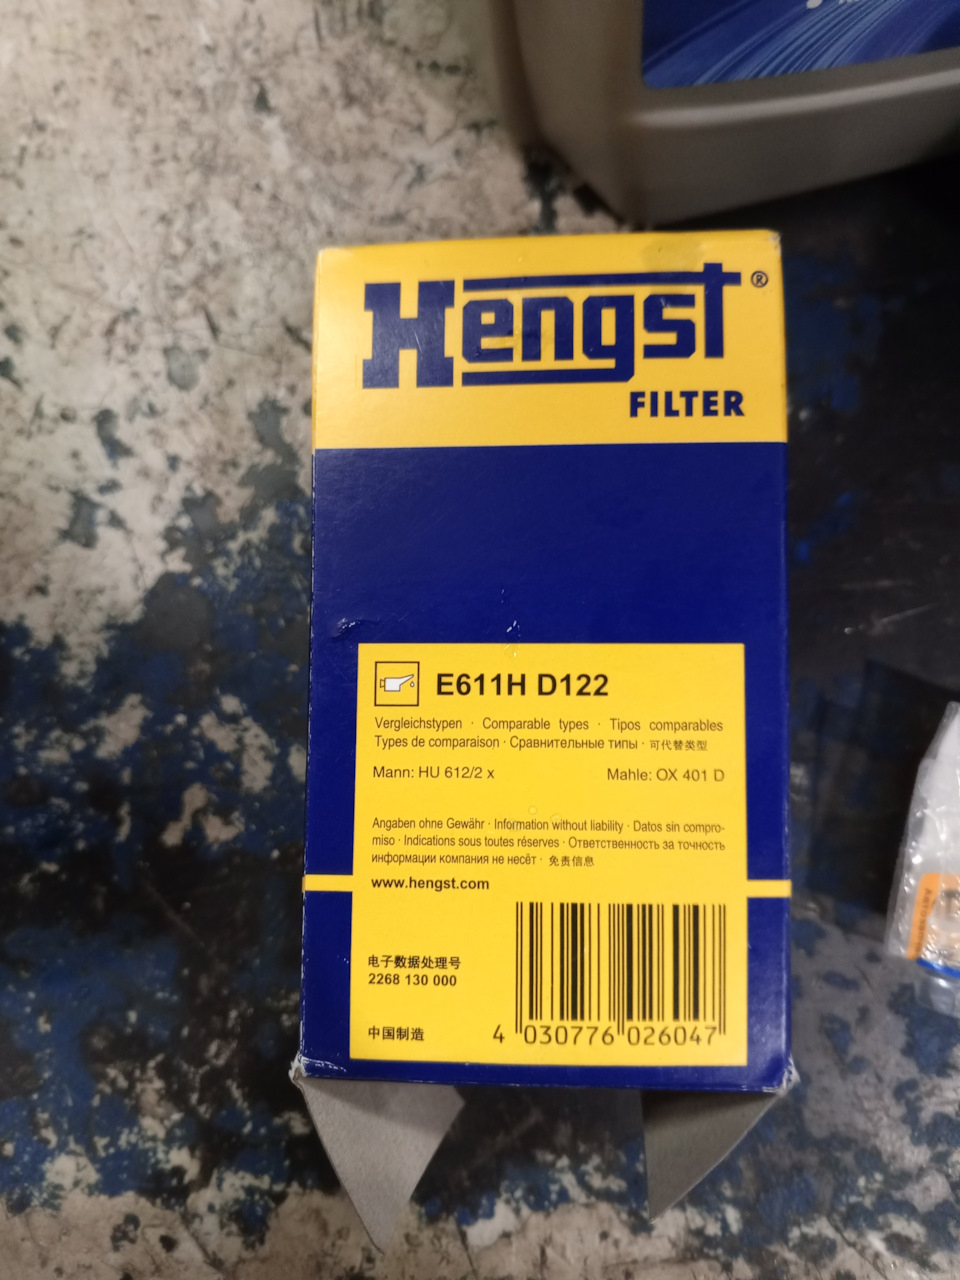 Hengst®
FILTER
E611H D122
Vergleichstypen · Comparable types · Tipos comparables
Types de comparaison · Сравнительные типы · 可代替类型
Mann: HU 612/2 x Mahle: OX 401 D
Angaben ohne Gewähr · Information without liability · Datos sin compro-
miso · Indications sous toutes réserves · Ответственность за точность
информации компания не несёт · 免责信息
www.hengst.com
电子数据处理号
2268 130 000
中国制造
4 030776 026047